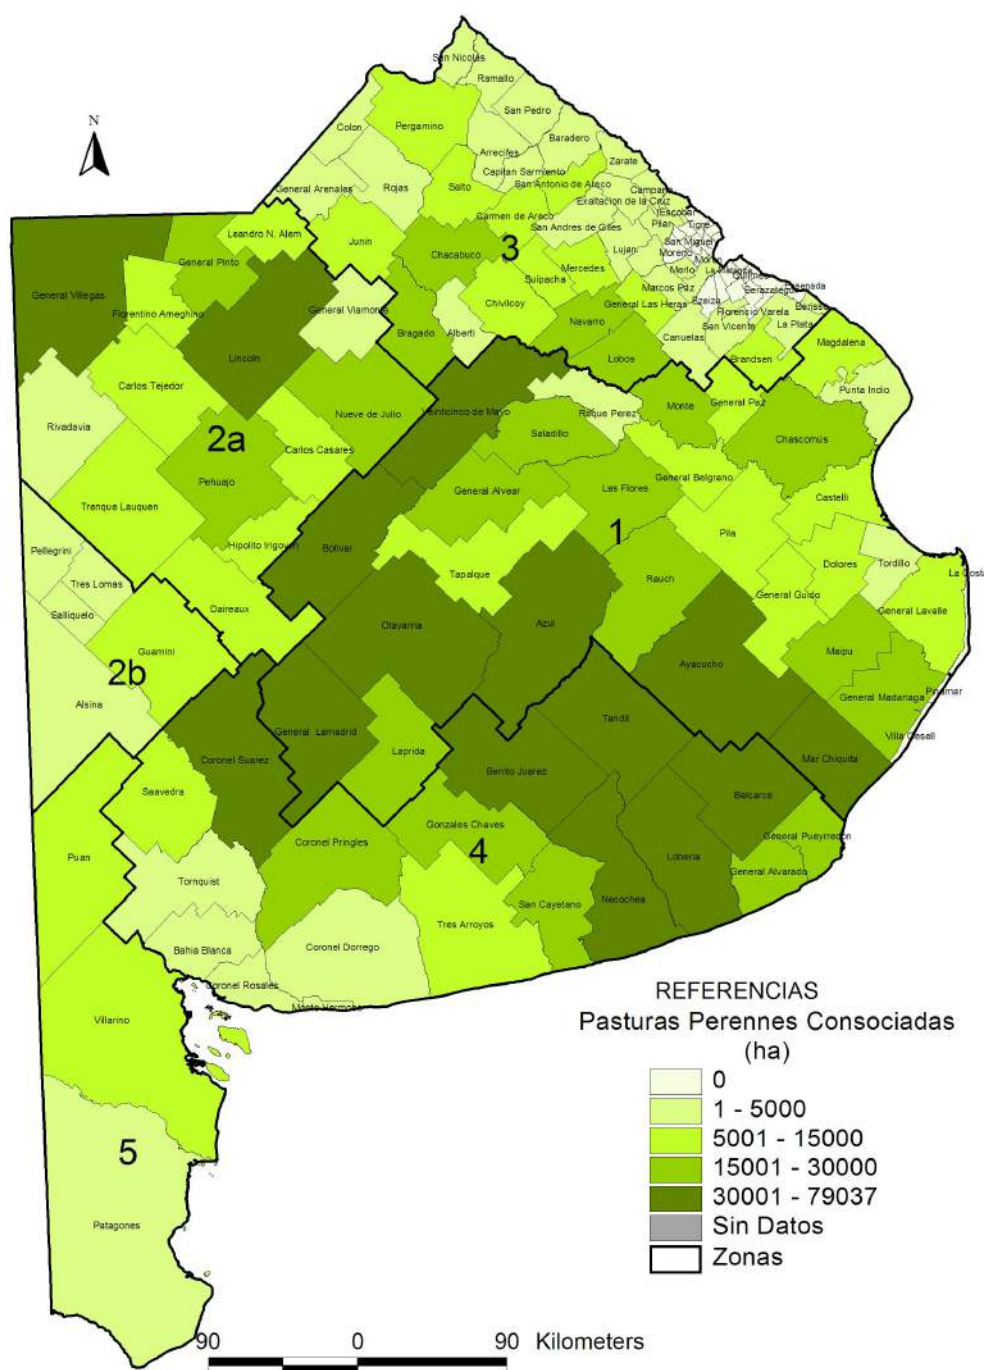 San Nicolas
Ramallo
San Pedro
N
Colon
Pergamino
Baradero
Arrecifes
Zarate
Capitan Sarmiento
San Antonio de Areco
General Arenales
Rojas
Salto
Campana
Exaltacion de la Cruz
Escobar
Carmen de Areco
San Andres de Giles
Pilar
Tigre
Leandro N. Alem
Junin
3
San Miguel
Lujan
Moreno
General Pinto
Chacabuco
Mercedes
Merlo
Suipacha
Marcos Paz
General Villegas
Chivilcoy
General Las Heras
Ezeiza
Berazategui
Ensenada
Berisso
Florentino Ameghino
General Viamonte
Navarro
Florencio Varela
Bragado
Alberti
San Vicente
La Plata
Canuelas
Lincoln
Lobos
Brandsen
Magdalena
Carlos Tejedor
Punta Indio
Rivadavia
Nueve de Julio
Veinticinco de Mayo
Roque Perez
Monte
General Paz
2a
Saladillo
Chascomús
Carlos Casares
Pehuajo
General Alvear
Las Flores
General Belgrano
Trenque Lauquen
Castelli
1
Pila
Hipolito Irigoyen
Bolivar
Pellegrini
Tres Lomas
Tapalque
Rauch
Dolores
Tordillo
La Costa
Salliquelo
Daireaux
General Guido
General Lavalle
Olavarria
Azul
Guamini
Maipu
2b
Ayacucho
Alsina
General Madariaga
Pinamar
Tandil
General Lamadrid
Villa Gesell
Coronel Suarez
Laprida
Mar Chiquita
Benito Juarez
Saavedra
Balcarce
Gonzales Chaves
General Pueyrredon
Coronel Pringles
Puan
4
Loberia
General Alvarado
Tornquist
Necochea
San Cayetano
Tres Arroyos
Bahia Blanca
Coronel Dorrego
Coronel Rosales
Monte Hermoso
Villarino
5
Patagones
REFERENCIAS
Pasturas Perennes Consociadas
(ha)
0
1 - 5000
5001 - 15000
15001 - 30000
30001 - 79037
Sin Datos
Zonas
90 0 90 Kilometers